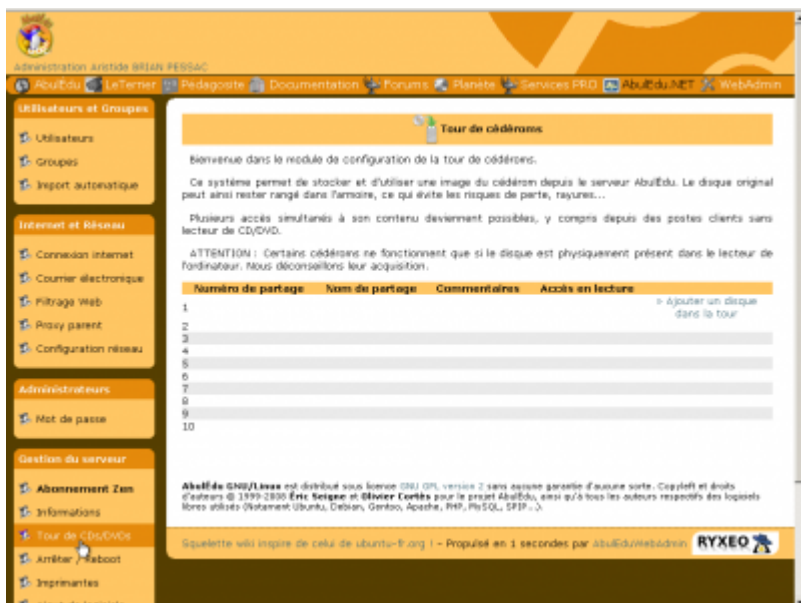 Administration Aristide BRIAN PESSAC
AbulEdu LeTerrier Pedagosite Documentation Forums Planète Services PRO AbulEdu.NET WebAdmin
Utilisateurs et Groupes
Utilisateurs
Groupes
Import automatique
Internet et Réseau
Connexion internet
Courrier électronique
Filtrage Web
Proxy parent
Configuration réseau
Administrateurs
Mot de passe
Gestion du serveur
Abonnement Zen
Informations
Tour de CDs/DVDs
Arrêter / Reboot
Imprimantes
Tour de cédéroms
Bienvenue dans le module de configuration de la tour de cédéroms.
Ce système permet de stocker et d'utiliser une image du cédérom depuis le serveur AbulÉdu. Le disque original
peut ainsi rester rangé dans l'armoire, ce qui évite les risques de perte, rayures...
Plusieurs accès simultanés à son contenu deviennent possibles, y compris depuis des postes clients sans
lecteur de CD/DVD.
ATTENTION : Certains cédéroms ne fonctionnent que si le disque est physiquement présent dans le lecteur de
l'ordinateur. Nous déconseillons leur acquisition.
Numéro de partage Nom de partage Commentaires Accès en lecture
1 » Ajouter un disque
dans la tour
2
3
4
5
6
7
8
9
10
AbulÉdu GNU/Linux est distribué sous licence GNU GPL version 2 sans aucune garantie d'aucune sorte. Copyleft et droits
d'auteurs @ 1999-2008 Éric Seigne et Olivier Cortès pour le projet AbulÉdu, ainsi qu'à tous les auteurs respectifs des logiciels
libres utilisés (Notament Ubuntu, Debian, Gentoo, Apache, PHP, MySQL, SPIP...).
Squelette wiki inspire de celui de ubuntu-fr.org ! - Propulsé en 1 secondes par AbulEduWebAdmin RYXEO